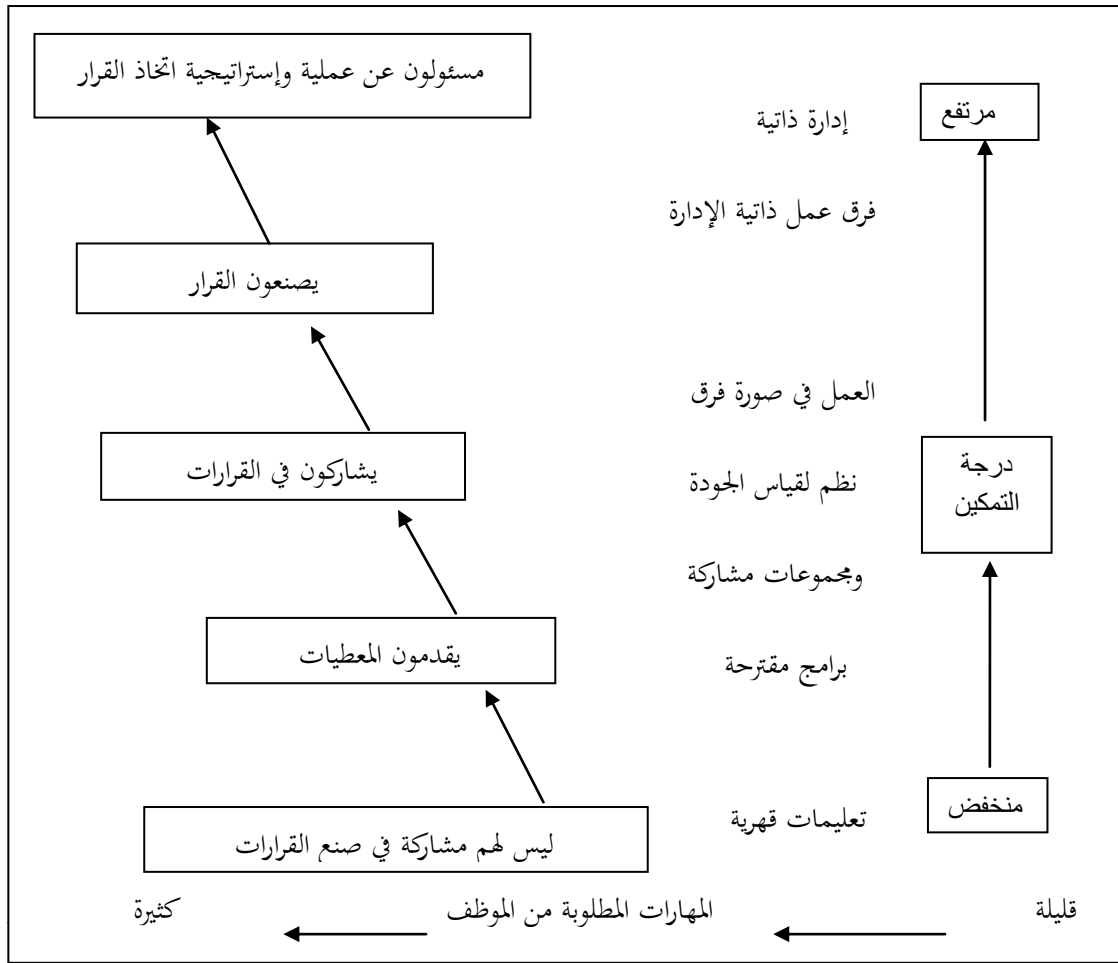 مسئولون عن عملية وإستراتيجية اتخاذ القرار
مرتفع
إدارة ذاتية
فرق عمل ذاتية الإدارة
يصنعون القرار
العمل في صورة فرق
يشاركون في القرارات
درجة
التمكين
نظم لقياس الجودة
ومجموعات مشاركة
يقدمون المعطيات
برامج مقترحة
منخفض
تعليمات قهرية
ليس لهم مشاركة في صنع القرارات
قليلة
المهارات المطلوبة من الموظف
كثيرة